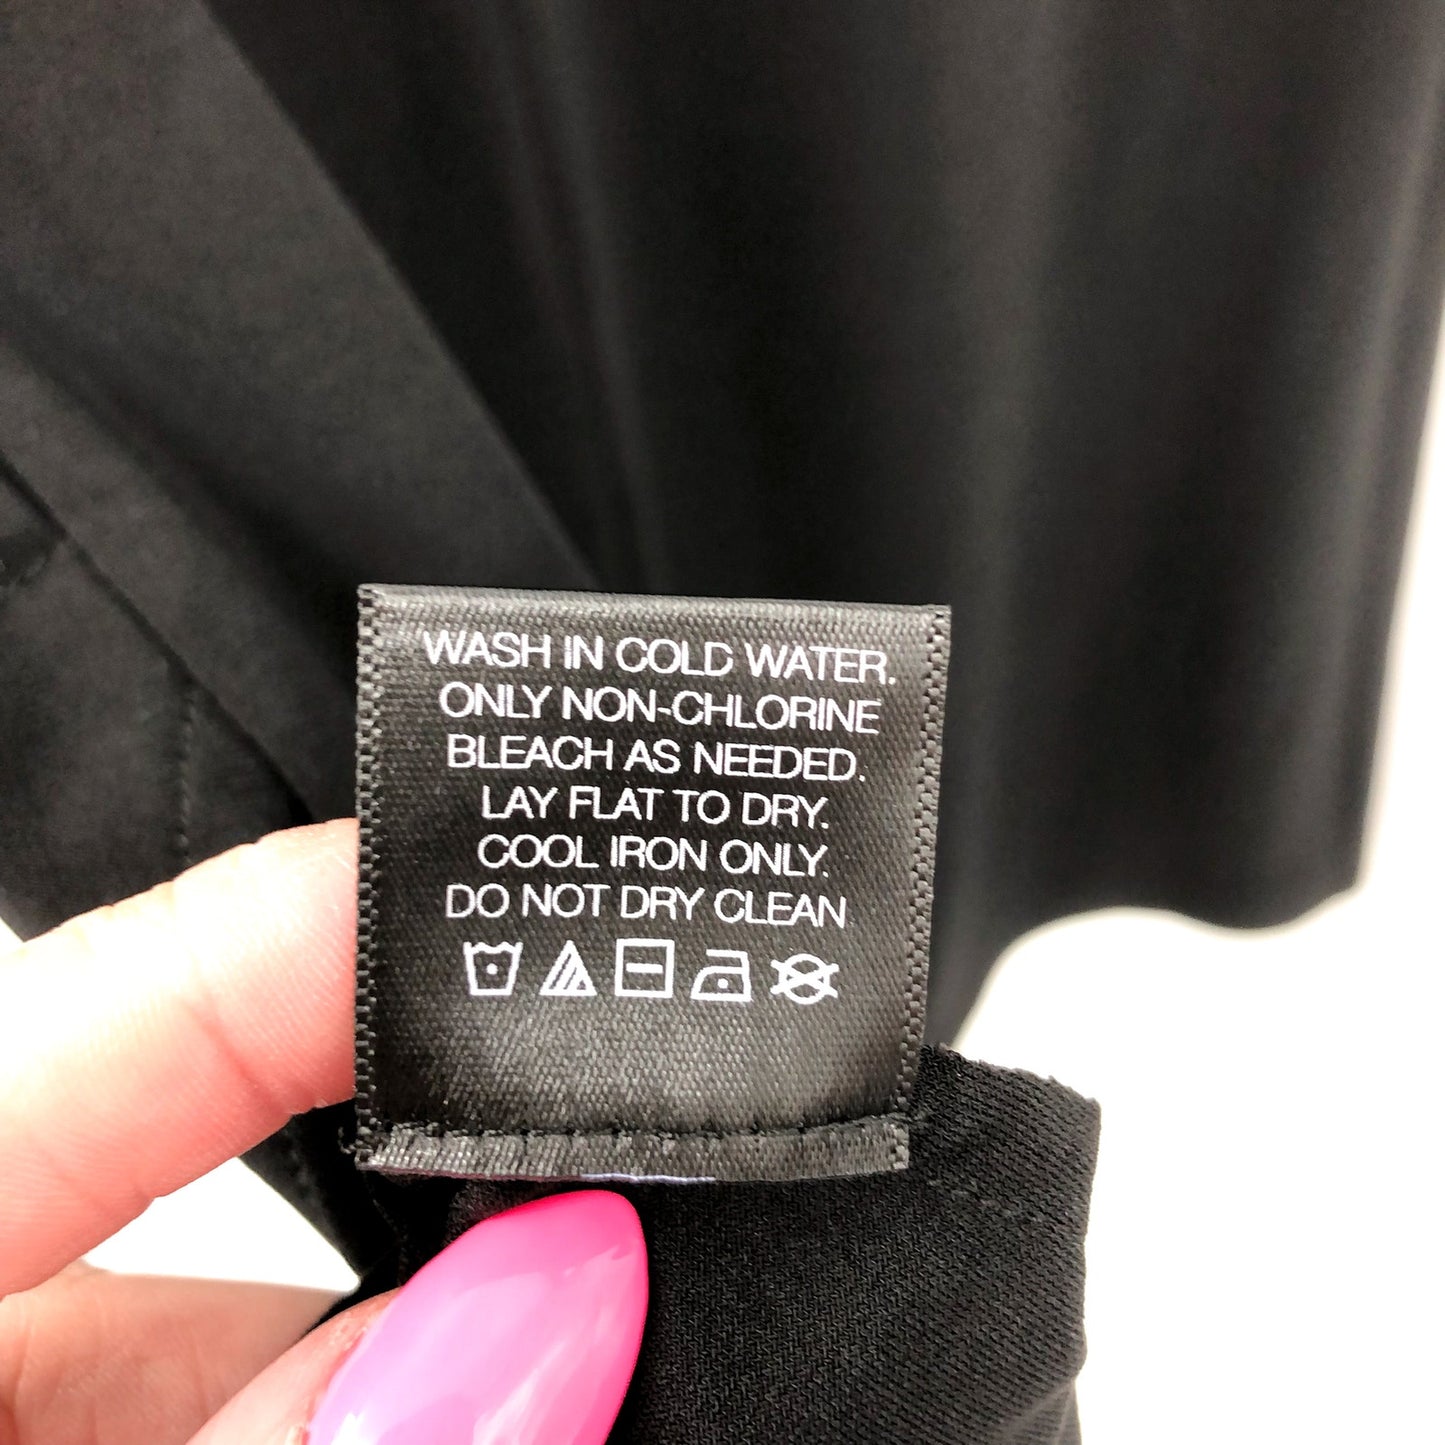 WASH IN COLD WATER.
ONLY NON-CHLORINE
BLEACH AS NEEDED.
LAY FLAT TO DRY.
COOL IRON ONLY.
DO NOT DRY CLEAN